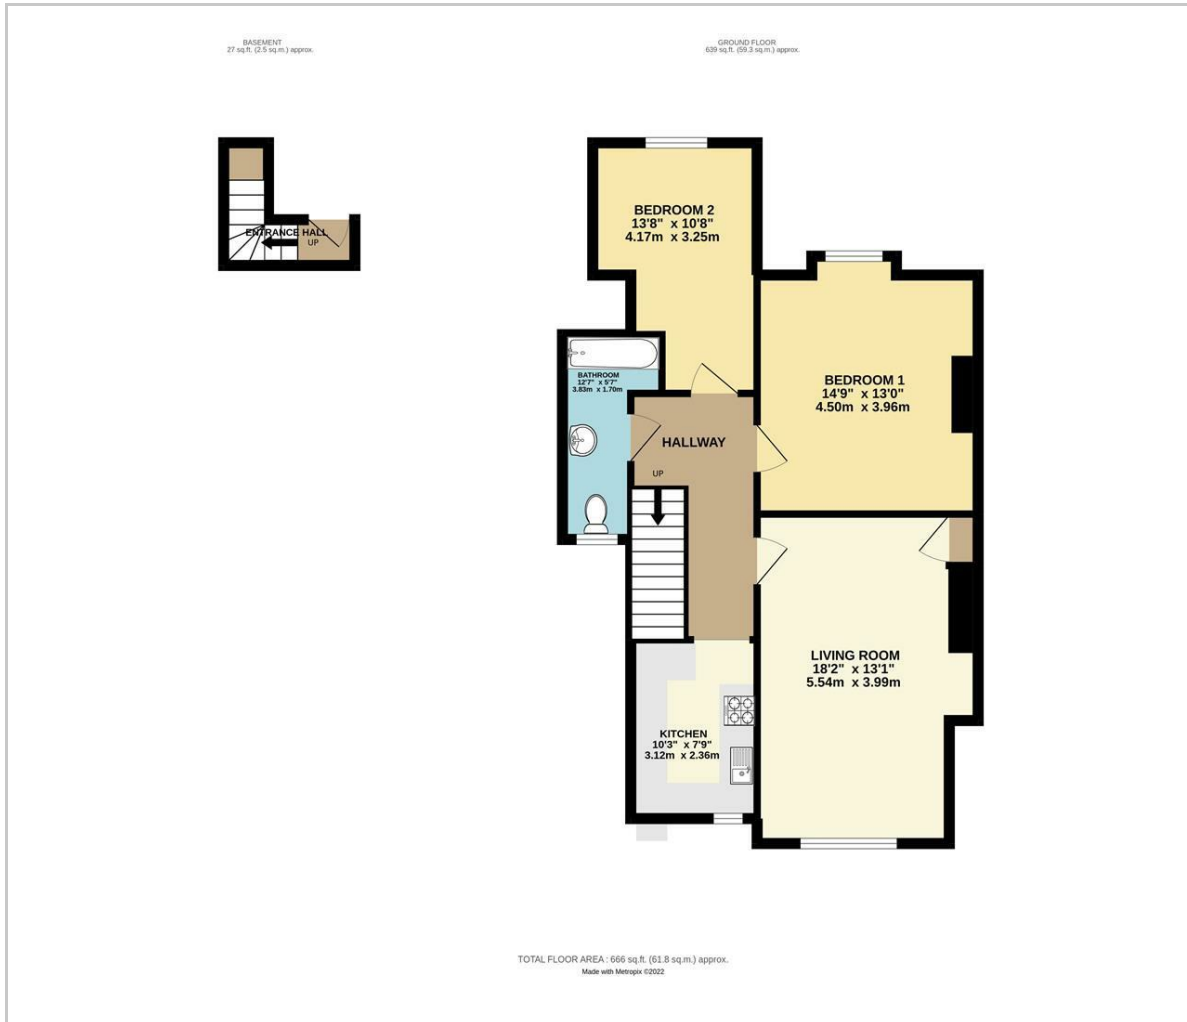 BASEMENT
27 sq.ft. (2.5 sq.m.) approx.
GROUND FLOOR
639 sq.ft. (59.3 sq.m.) approx.
ENTRANCE HALL
UP
BEDROOM 2
13'8" x 10'8"
4.17m x 3.25m
BEDROOM 1
14'9" x 13'0"
4.50m x 3.96m
BATHROOM
12'7" x 5'7"
3.83m x 1.70m
HALLWAY
UP
LIVING ROOM
18'2" x 13'1"
5.54m x 3.99m
KITCHEN
10'3" x 7'9"
3.12m x 2.36m
TOTAL FLOOR AREA : 666 sq.ft. (61.8 sq.m.) approx.
Made with Metropix ©2022